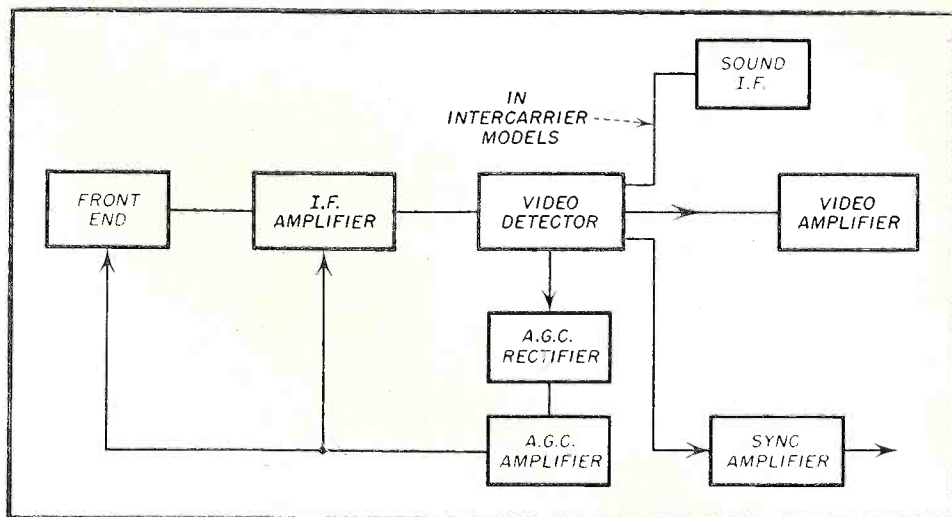 SOUND
I.F.
IN
INTERCARRIER
MODELS
FRONT
END
I.F.
AMPLIFIER
VIDEO
DETECTOR
VIDEO
AMPLIFIER
A.G.C.
RECTIFIER
A.G.C.
AMPLIFIER
SYNC
AMPLIFIER